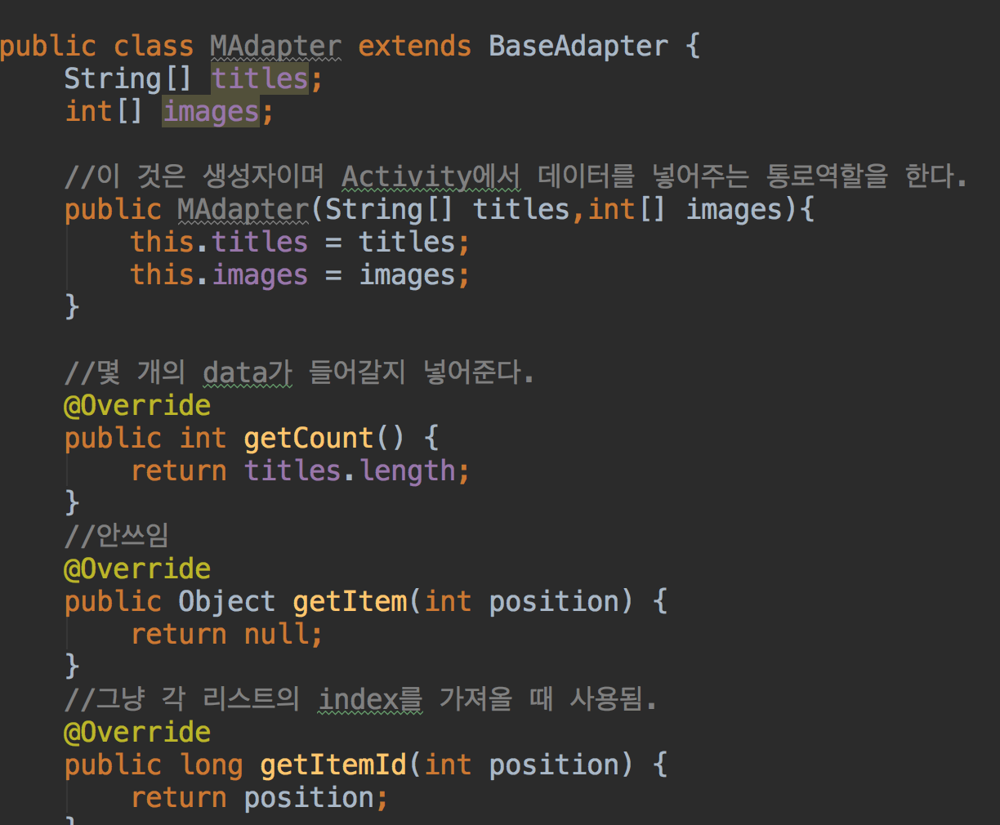 public class MAdapter extends BaseAdapter {
String[] titles;
int[] images;
//이 것은 생성자이며 Activity에서 데이터를 넣어주는 통로역할을 한다.
public MAdapter(String[] titles,int[] images){
this.titles = titles;
this.images = images;
}
//몇 개의 data가 들어갈지 넣어준다.
@Override
public int getCount() {
return titles.length;
}
//안쓰임
@Override
public Object getItem(int position) {
return null;
}
//그냥 각 리스트의 index를 가져올 때 사용됨.
@Override
public long getItemId(int position) {
return position;
}